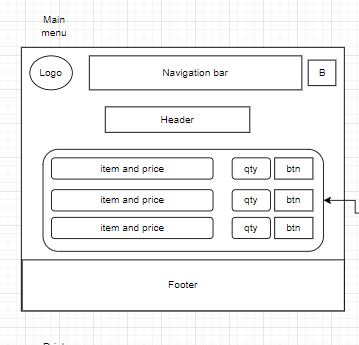 Main
menu
Logo
Navigation bar
B
Header
item and price
qty
btn
item and price
qty
btn
item and price
qty
btn
Footer